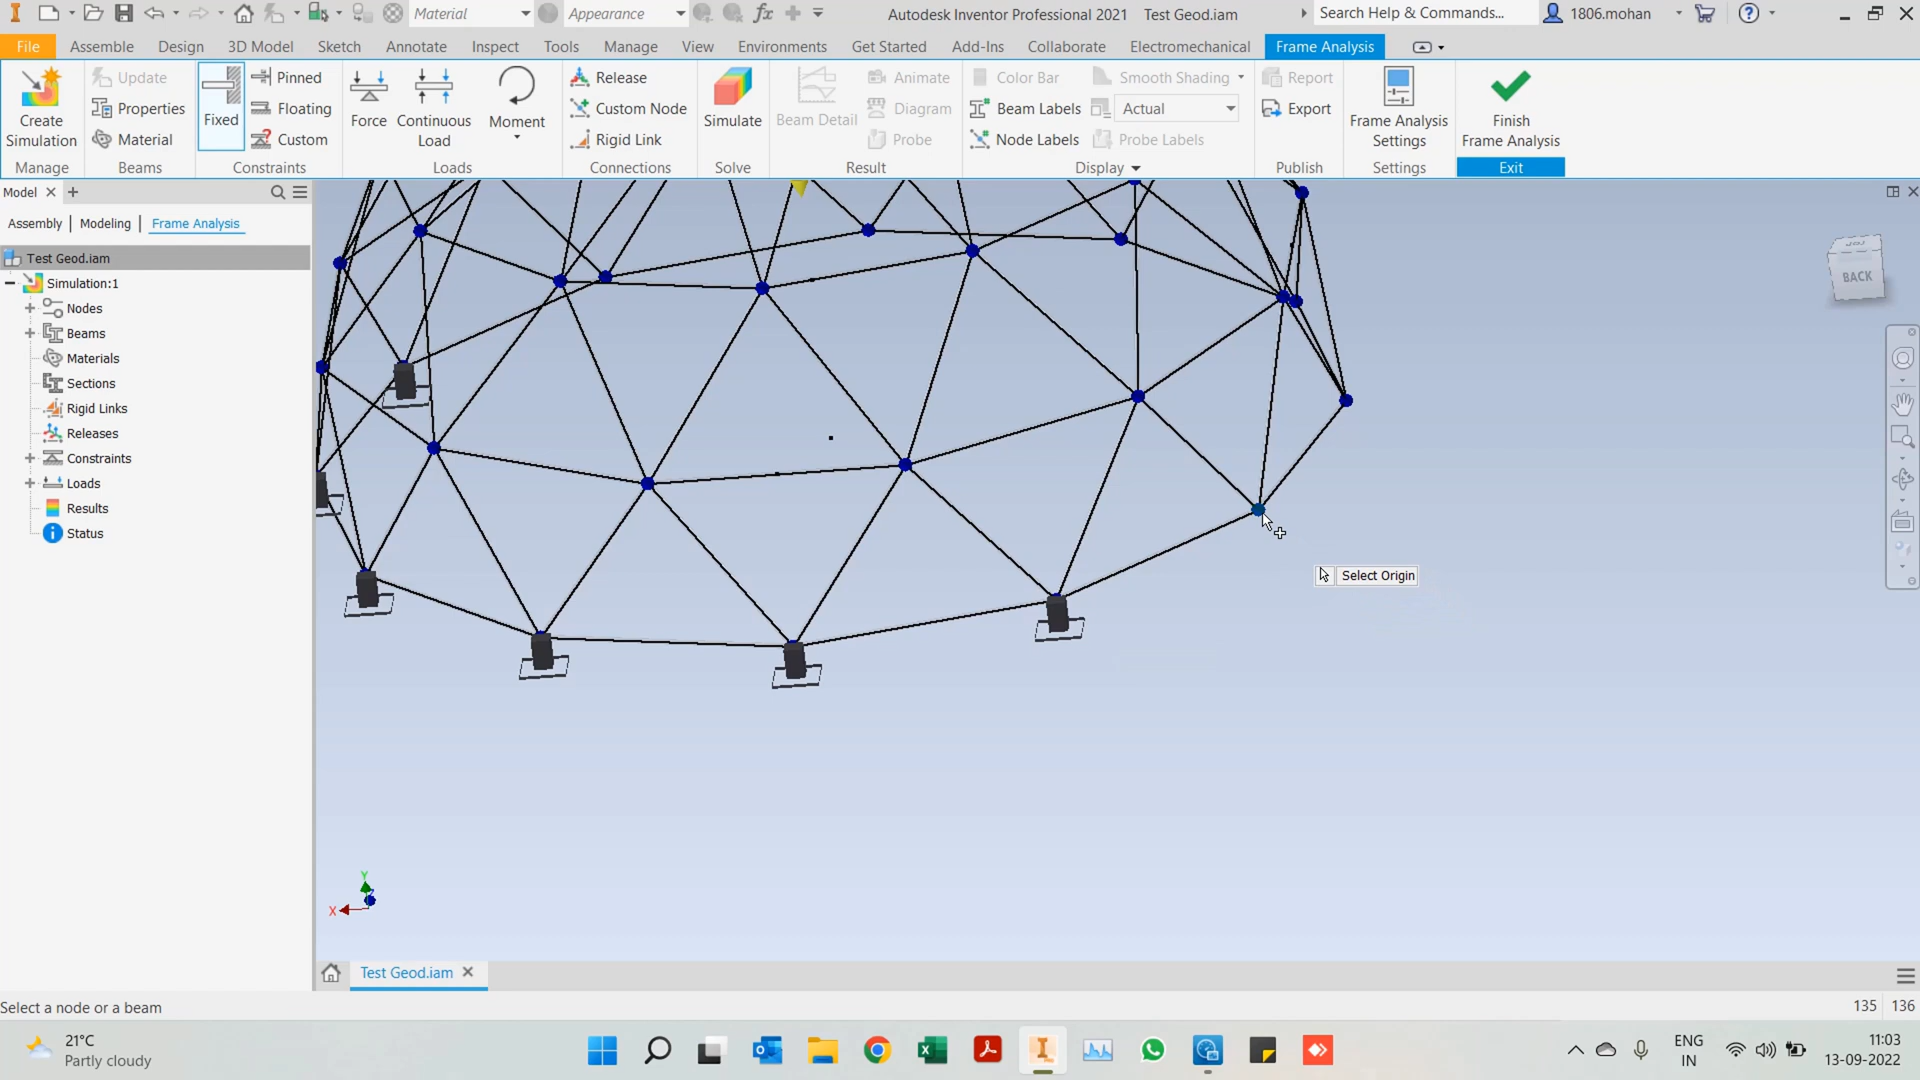 Material
Appearance
fx
Autodesk Inventor Professional 2021 Test Geod.iam
Search Help & Commands...
1806.mohan
File
Assemble
Design
3D Model
Sketch
Annotate
Inspect
Tools
Manage
View
Environments
Get Started
Add-Ins
Collaborate
Electromechanical
Frame Analysis
Create
Simulation
Manage
Update
Properties
Material
Beams
Fixed
Pinned
Floating
Custom
Constraints
Force
Continuous
Load
Moment
Loads
Release
Custom Node
Rigid Link
Connections
Simulate
Solve
Beam Detail
Animate
Diagram
Probe
Result
Color Bar
Beam Labels
Node Labels
Smooth Shading
Actual
Probe Labels
Display
Report
Export
Publish
Frame Analysis
Settings
Settings
Finish
Frame Analysis
Exit
Model
Assembly
Modeling
Frame Analysis
Test Geod.iam
Simulation:1
Nodes
Beams
Materials
Sections
Rigid Links
Releases
Constraints
Loads
Results
Status
BACK
Select Origin
Y
Z
X
Test Geod.iam
Select a node or a beam
135 136
21°C
Partly cloudy
ENG
IN
11:03
13-09-2022